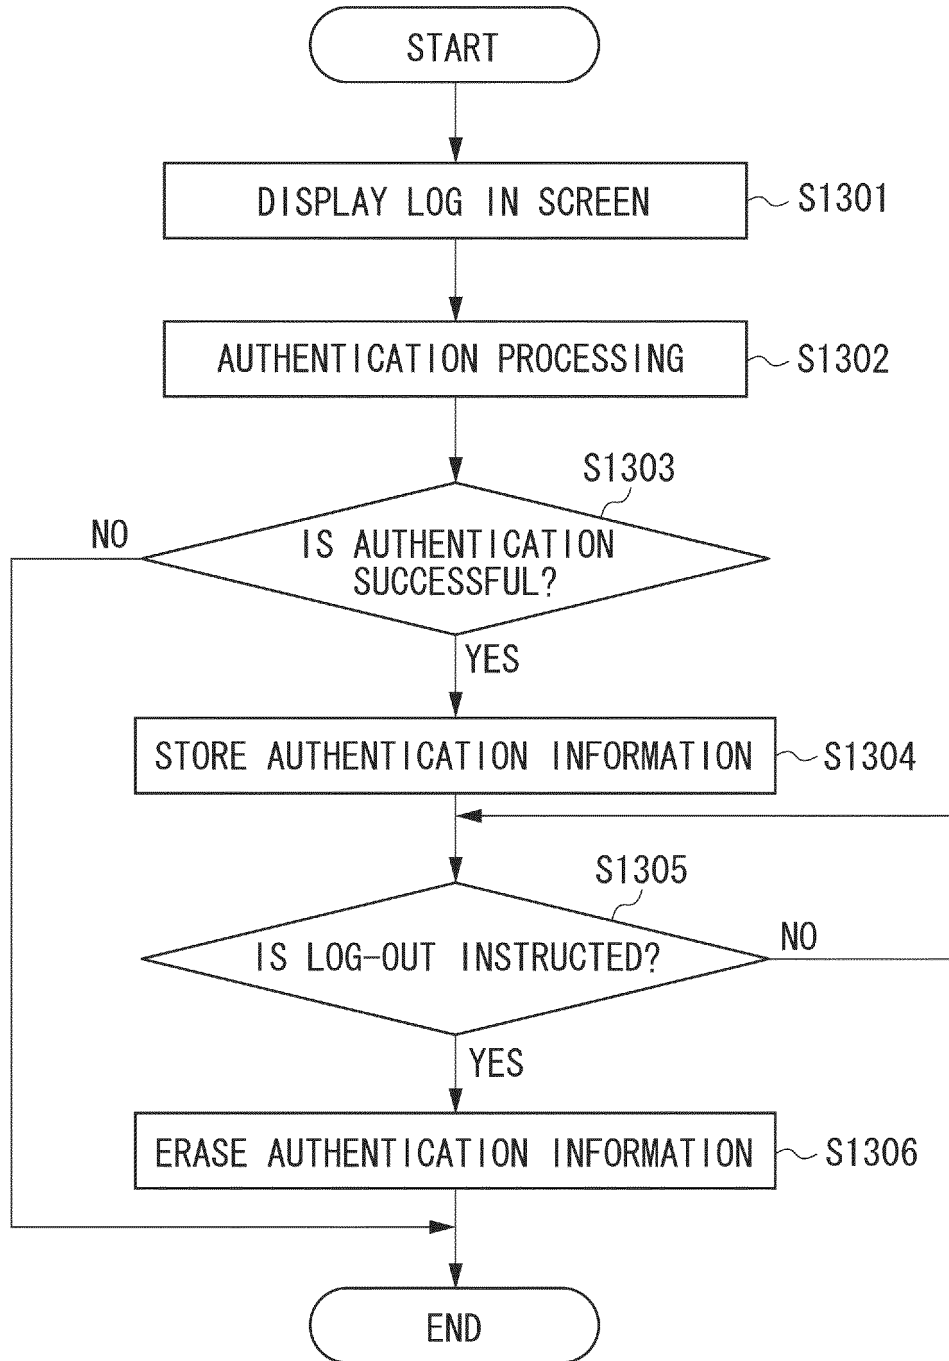 START
DISPLAY LOG IN SCREEN
S1301
AUTHENTICATION PROCESSING
S1302
S1303
NO
IS AUTHENTICATION
SUCCESSFUL?
YES
STORE AUTHENTICATION INFORMATION
S1304
S1305
IS LOG-OUT INSTRUCTED?
NO
YES
ERASE AUTHENTICATION INFORMATION
S1306
END